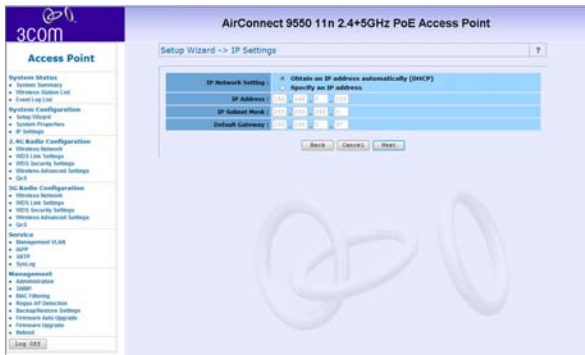 3com
Access Point
System Status
System Summary
Wireless Station List
Event Log List
System Configuration
Setup Wizard
System Properties
IP Settings
2.4G Radio Configuration
Wireless Network
WDS Link Settings
WDS Security Settings
Wireless Advanced Settings
QoS
5G Radio Configuration
Wireless Network
WDS Link Settings
WDS Security Settings
Wireless Advanced Settings
QoS
Service
Management VLAN
IAPP
SNTP
SysLog
Management
Administration
SNMP
MAC Filtering
Rogue AP Detection
Backup/Restore Settings
Firmware Auto Upgrade
Firmware Upgrade
Reboot
Log Off
AirConnect 9550 11n 2.4+5GHz PoE Access Point
Setup Wizard -> IP Settings ?
IP Network Setting : Obtain an IP address automatically (DHCP)
Specify an IP address
IP Address :
IP Subnet Mask :
Default Gateway :
Back Cancel Next